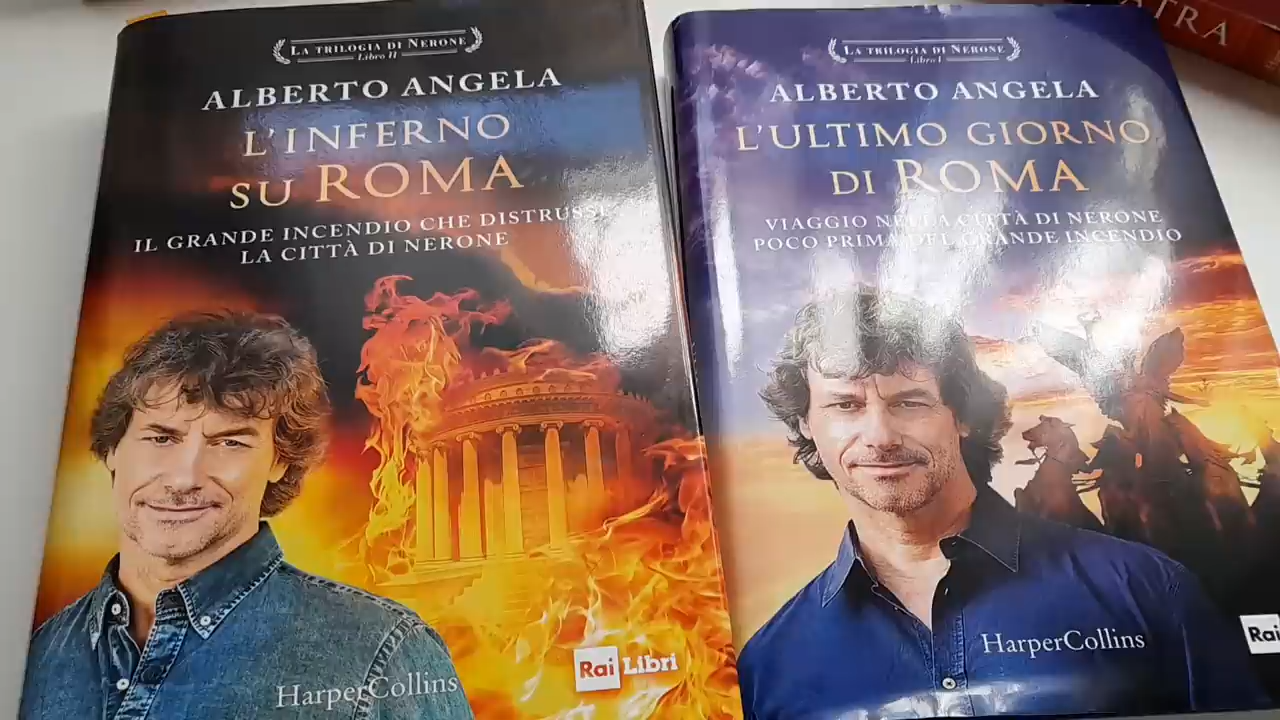 LA TRILOGIA DI NERONE
Libro II
ALBERTO ANGELA
L'INFERNO
SU ROMA
IL GRANDE INCENDIO CHE DISTRUSSE
LA CITTÀ DI NERONE
HarperCollins
Rai Libri
LA TRILOGIA DI NERONE
Libro I
ALBERTO ANGELA
L'ULTIMO GIORNO
DI ROMA
VIAGGIO NELLA CITTÀ DI NERONE
POCO PRIMA DEL GRANDE INCENDIO
HarperCollins
Rai
ATRA